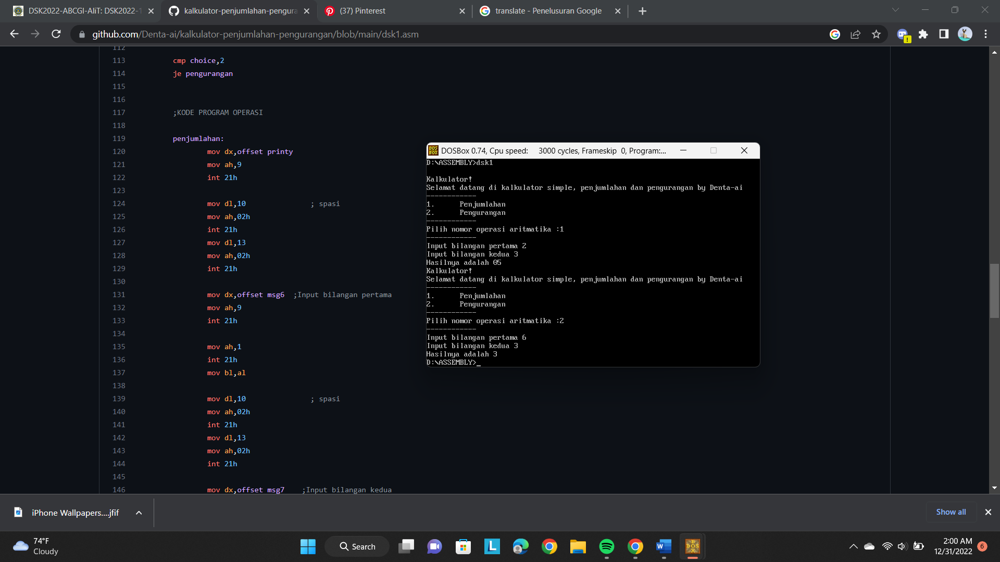 DSK2022-ABCGI-AIiT: DSK2022-1
kalkulator-penjumlahan-pengura
(37) Pinterest
translate - Penelusuran Google
github.com/Denta-ai/kalkulator-penjumlahan-pengurangan/blob/main/dsk1.asm
112
113 cmp choice,2
114 je pengurangan
115
116
117 ;KODE PROGRAM OPERASI
118
119 penjumlahan:
120 mov dx,offset printy
121 mov ah,9
122 int 21h
123
124 mov dl,10 ; spasi
125 mov ah,02h
126 int 21h
127 mov dl,13
128 mov ah,02h
129 int 21h
130
131 mov dx,offset msg6 ;Input bilangan pertama
132 mov ah,9
133 int 21h
134
135 mov ah,1
136 int 21h
137 mov bl,al
138
139 mov dl,10 ; spasi
140 mov ah,02h
141 int 21h
142 mov dl,13
143 mov ah,02h
144 int 21h
145
146 mov dx,offset msg7 ;Input bilangan kedua
DOSBox 0.74, Cpu speed: 3000 cycles, Frameskip 0, Program:...
D:\ASSEMBLY>dsk1
Kalkulator!
Selamat datang di kalkulator simple, penjumlahan dan pengurangan by Denta-ai
------------
1. Penjumlahan
2. Pengurangan
------------
Pilih nomor operasi aritmatika :1
------------
Input bilangan pertama 2
Input bilangan kedua 3
Hasilnya adalah 05
Kalkulator!
Selamat datang di kalkulator simple, penjumlahan dan pengurangan by Denta-ai
------------
1. Penjumlahan
2. Pengurangan
------------
Pilih nomor operasi aritmatika :2
------------
Input bilangan pertama 6
Input bilangan kedua 3
Hasilnya adalah 3
D:\ASSEMBLY>_
iPhone Wallpapers....jfif
Show all
74°F
Cloudy
Search
2:00 AM
12/31/2022
6